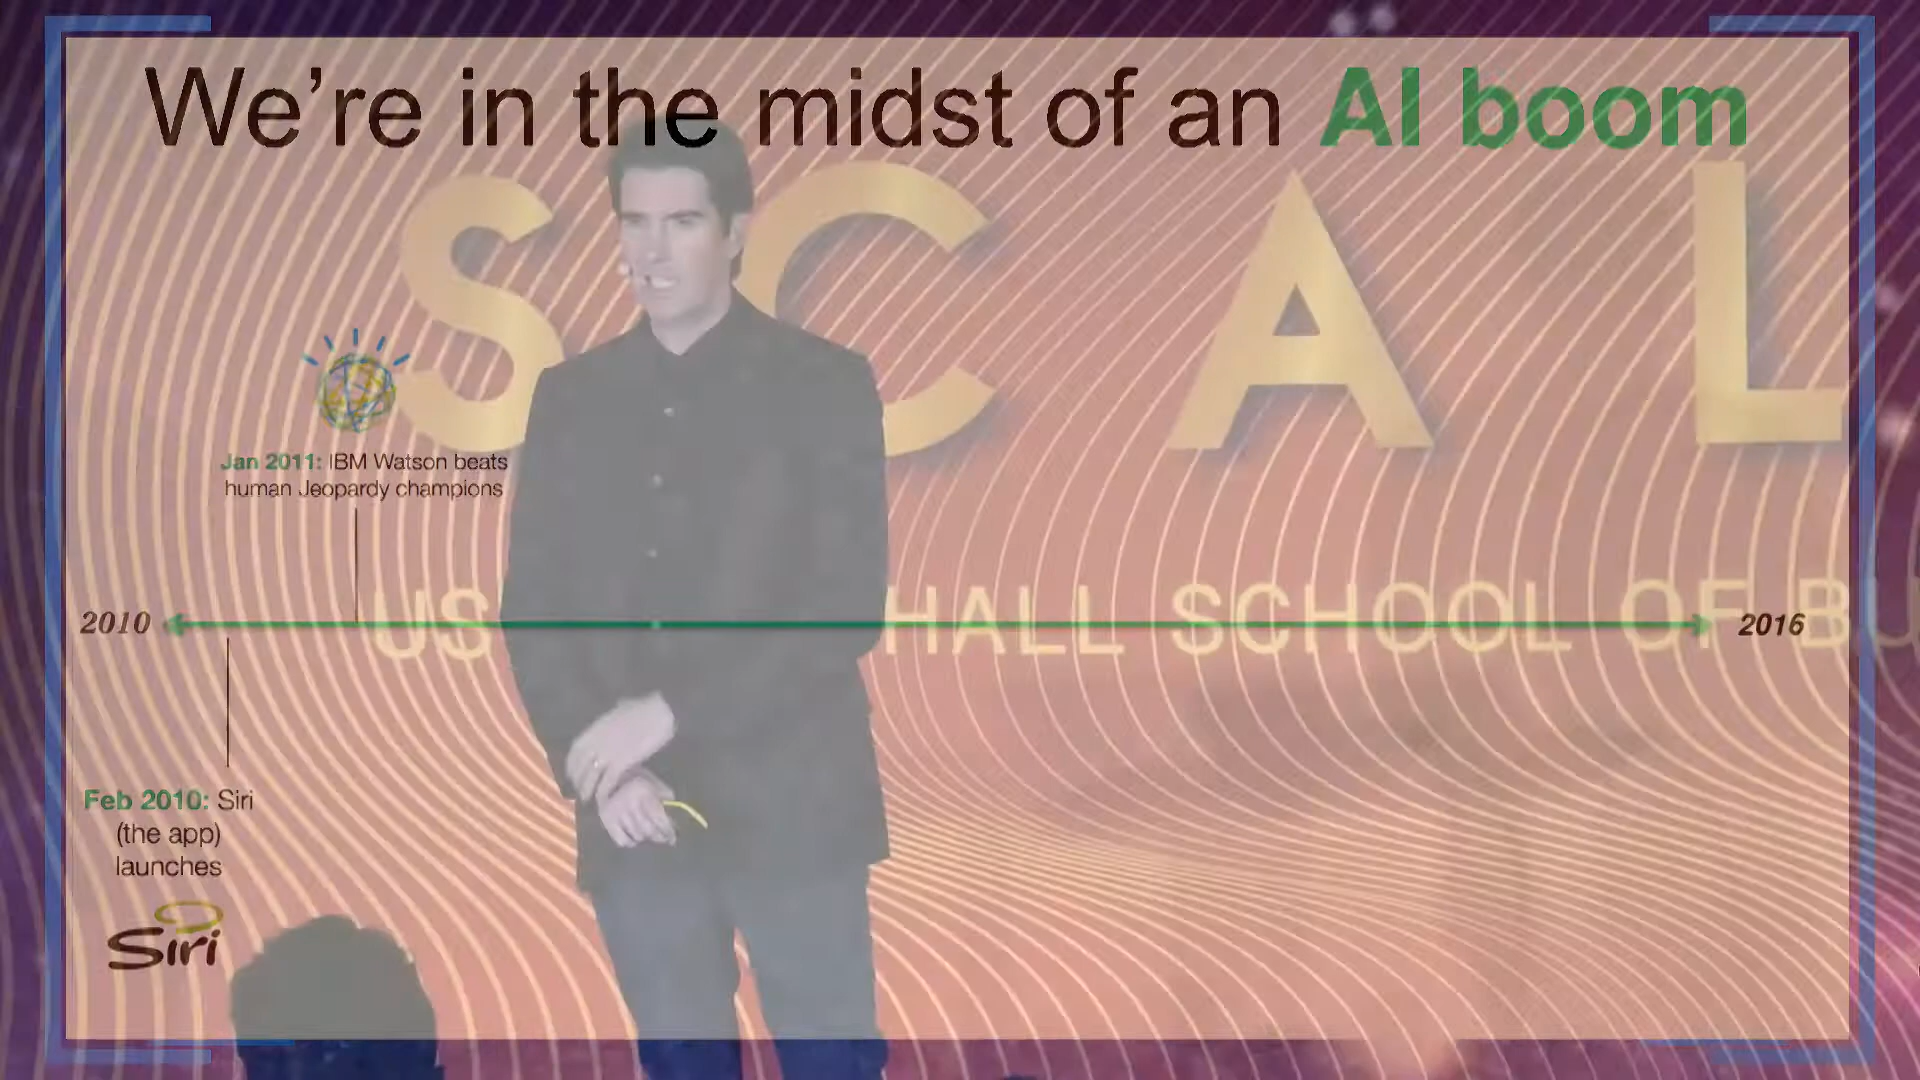 We're in the midst of an AI boom
S C A L
Jan 2011: IBM Watson beats
human Jeopardy champions
US HALL SCHOOL OF BU
2010
2016
Feb 2010: Siri
(the app)
launches
Siri